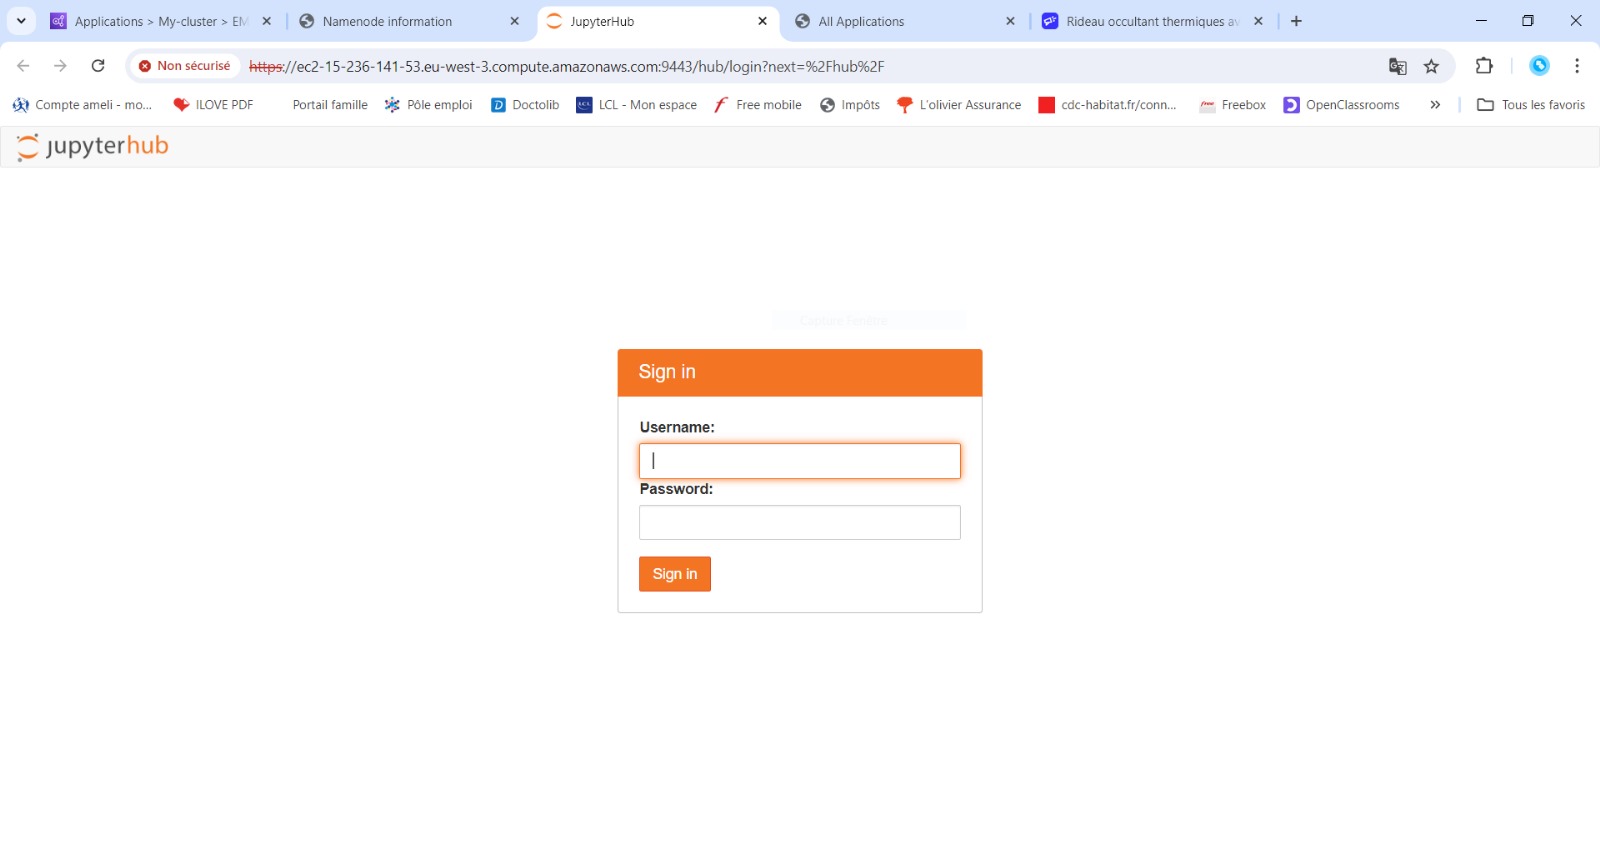 Applications > My-cluster > EM
Namenode information
JupyterHub
All Applications
Rideau occultant thermiques av
Non sécurisé
https://ec2-15-236-141-53.eu-west-3.compute.amazonaws.com:9443/hub/login?next=%2Fhub%2F
Compte ameli - mo...
ILOVE PDF
Portail famille
Pôle emploi
Doctolib
LCL - Mon espace
Free mobile
Impôts
L'olivier Assurance
cdc-habitat.fr/conn...
Freebox
OpenClassrooms
»
Tous les favoris
jupyterhub
Capture Fenêtre
Sign in
Username:
Password:
Sign in